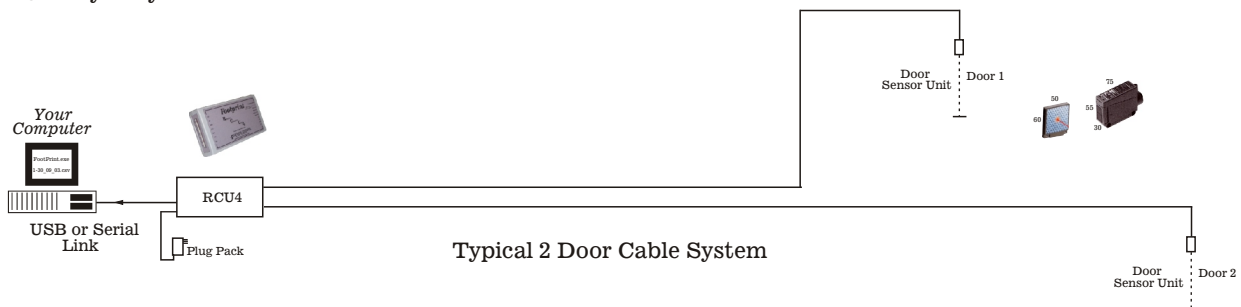 Your
Computer
FootPrint.exe
1-30_09_03.csv
USB or Serial
Link
RCU4
Plug Pack
Typical 2 Door Cable System
Door
Sensor Unit
Door 1
50
60
75
55
30
Door
Sensor Unit
Door 2